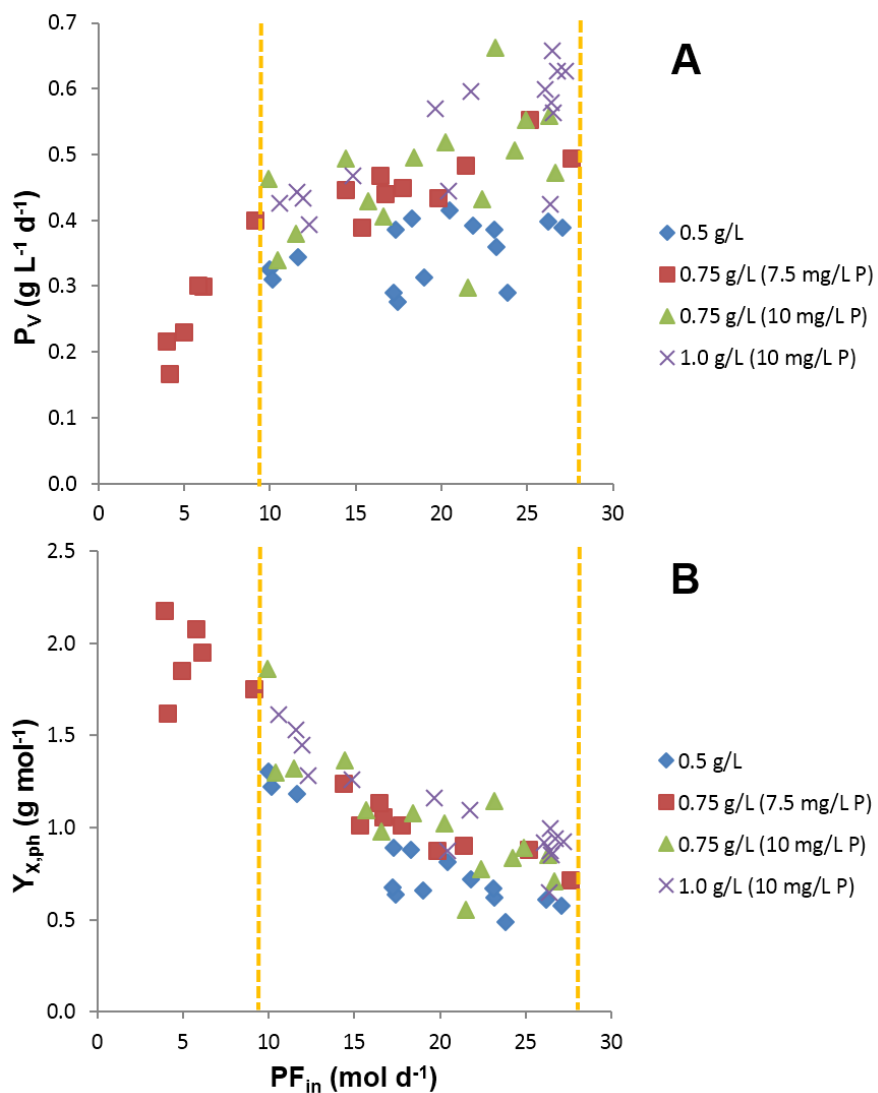 A
P_V (g L⁻¹ d⁻¹)
0.7
0.6
0.5
0.4
0.3
0.2
0.1
0.0
0 5 10 15 20 25 30
0.5 g/L
0.75 g/L (7.5 mg/L P)
0.75 g/L (10 mg/L P)
1.0 g/L (10 mg/L P)
B
Y_X,ph (g mol⁻¹)
2.5
2.0
1.5
1.0
0.5
0.0
0 5 10 15 20 25 30
PF_in (mol d⁻¹)
0.5 g/L
0.75 g/L (7.5 mg/L P)
0.75 g/L (10 mg/L P)
1.0 g/L (10 mg/L P)